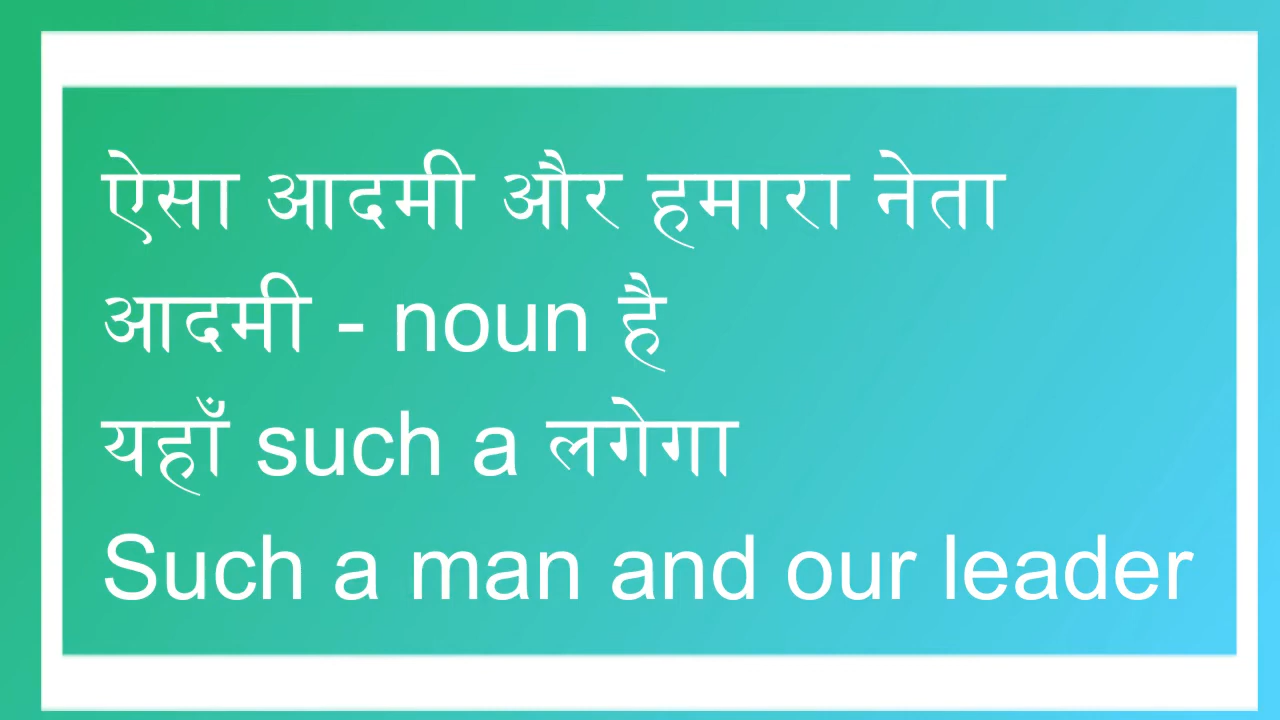 ऐसा आदमी और हमारा नेता
आदमी - noun है
यहाँ such a लगेगा
Such a man and our leader